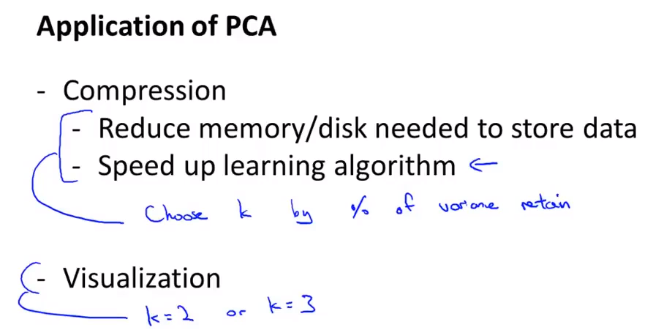 Application of PCA
- Compression
- Reduce memory/disk needed to store data
- Speed up learning algorithm ←
Choose k by % of variance retain
- Visualization
k=2 or k=3